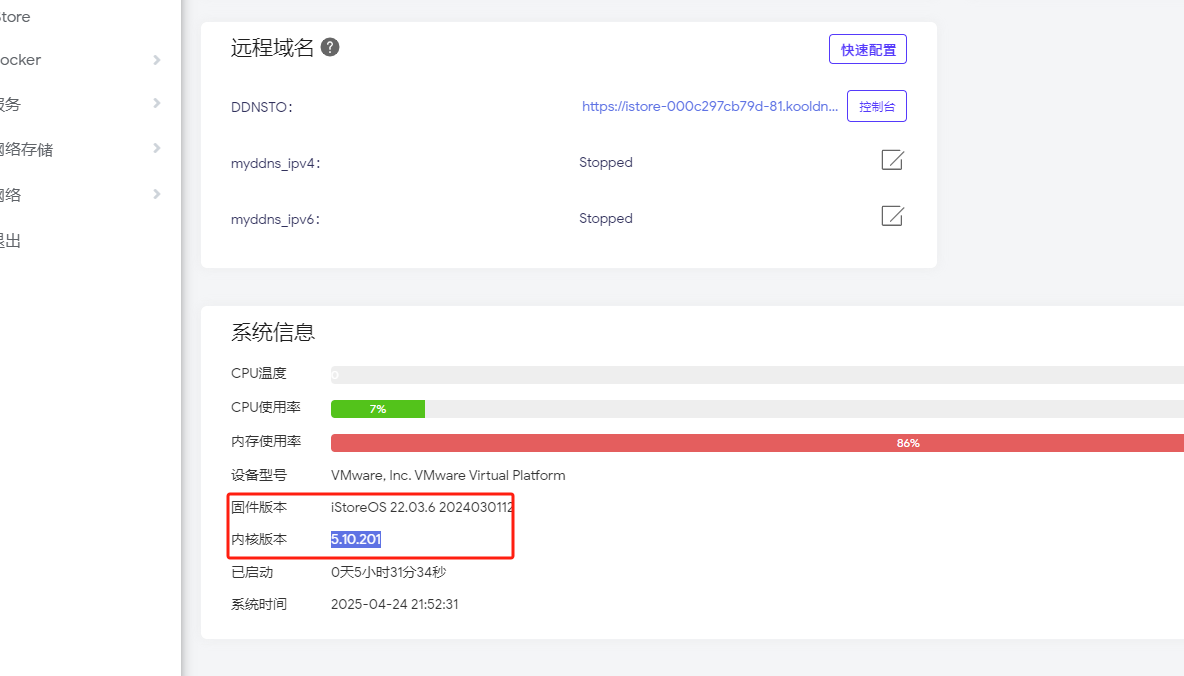 Store
ocker
服务
网络存储
网络
退出
远程域名 ?
快速配置
DDNSTO: https://istore-000c297cb79d-81.kooldn... 控制台
myddns_ipv4: Stopped
myddns_ipv6: Stopped
系统信息
CPU温度 0
CPU使用率 7%
内存使用率 86%
设备型号 VMware, Inc. VMware Virtual Platform
固件版本 iStoreOS 22.03.6 2024030112
内核版本 5.10.201
已启动 0天5小时31分34秒
系统时间 2025-04-24 21:52:31